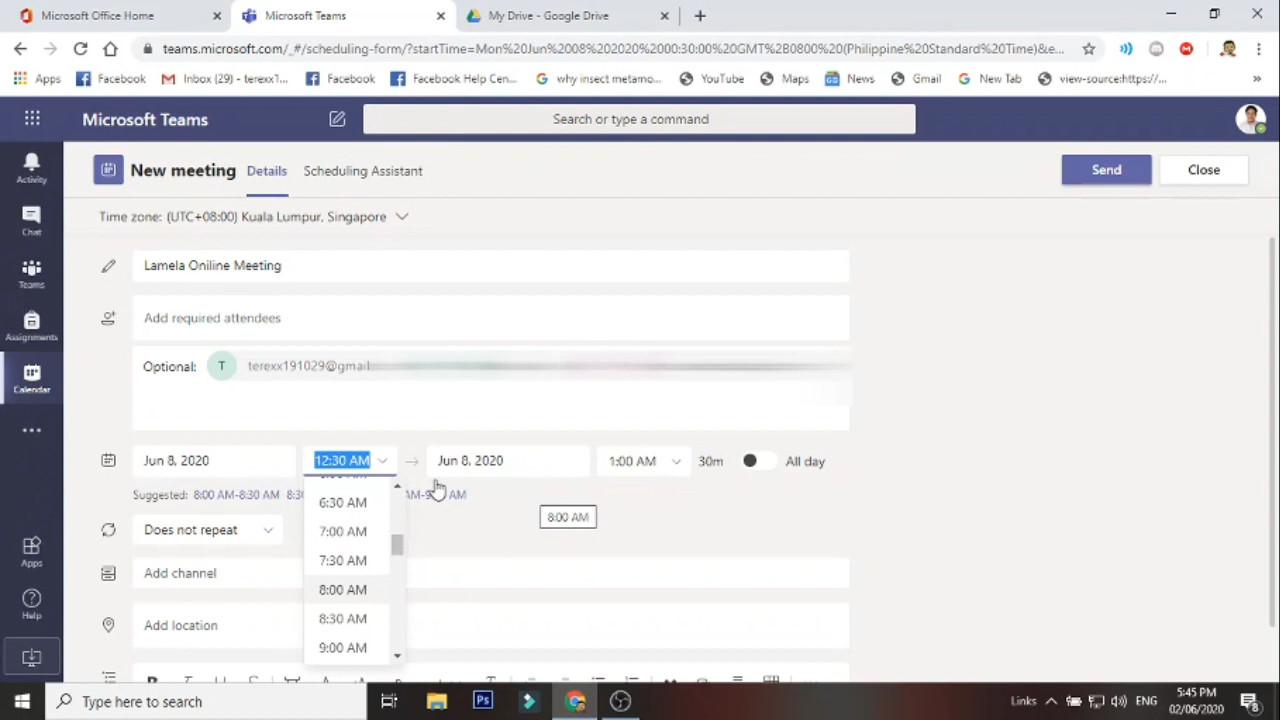 Microsoft Office Home
Microsoft Teams
My Drive - Google Drive
teams.microsoft.com/_#/scheduling-form/?startTime=Mon%20Jun%2008%202020%2000:30:00%20GMT%2B0800%20(Philippine%20Standard%20Time)&e...
Apps Facebook Inbox (29) - terexx1... Facebook Facebook Help Cen... why insect metamo... YouTube Maps News Gmail New Tab view-source:https://... »
Microsoft Teams
Search or type a command
Activity
Chat
Teams
Assignments
Calendar
Apps
Help
New meeting Details Scheduling Assistant Send Close
Time zone: (UTC+08:00) Kuala Lumpur, Singapore
Lamela Oniline Meeting
Add required attendees
Optional: T terexx191029@gmail
Jun 8, 2020 12:30 AM → Jun 8, 2020 1:00 AM 30m All day
Suggested: 8:00 AM-8:30 AM 8:3 AM
6:30 AM
7:00 AM
7:30 AM
8:00 AM
8:30 AM
9:00 AM
8:00 AM
Does not repeat
Add channel
Add location
Type here to search
Links ENG 5:45 PM
02/06/2020
8